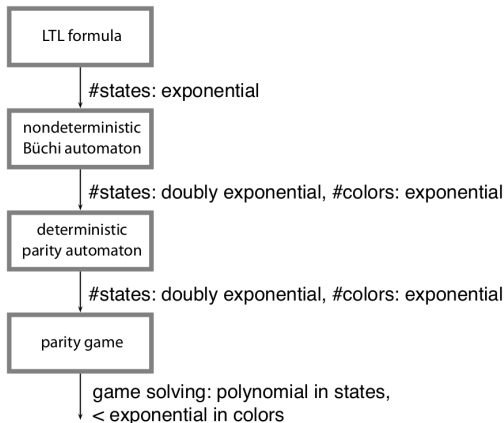 LTL formula
#states: exponential
nondeterministic
Büchi automaton
#states: doubly exponential, #colors: exponential
deterministic
parity automaton
#states: doubly exponential, #colors: exponential
parity game
game solving: polynomial in states,
< exponential in colors